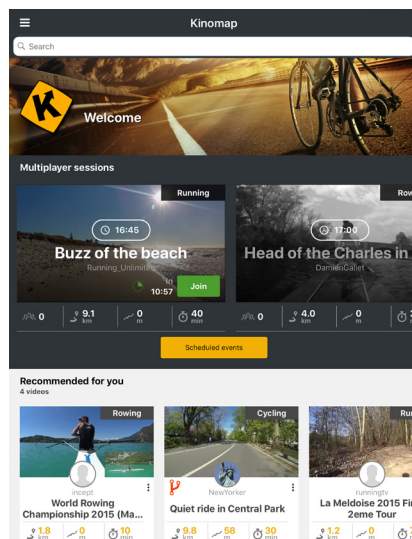 Kinomap
Search
Welcome
Multiplayer sessions
Running
16:45
Buzz of the beach
Running_Unlimited
In
10:57
Join
0
9.1
km
0
m
40
min
17:00
Head of the Charles in
DamienGallet
0
4.0
km
0
m
Scheduled events
Recommended for you
4 videos
Rowing
incept
World Rowing
Championship 2015 (Ma...
1.8
km
0
m
10
min
Cycling
NewYorker
Quiet ride in Central Park
9.8
km
58
m
30
min
runningtv
La Meldoise 2015
2eme Tour
1.2
km
0
m